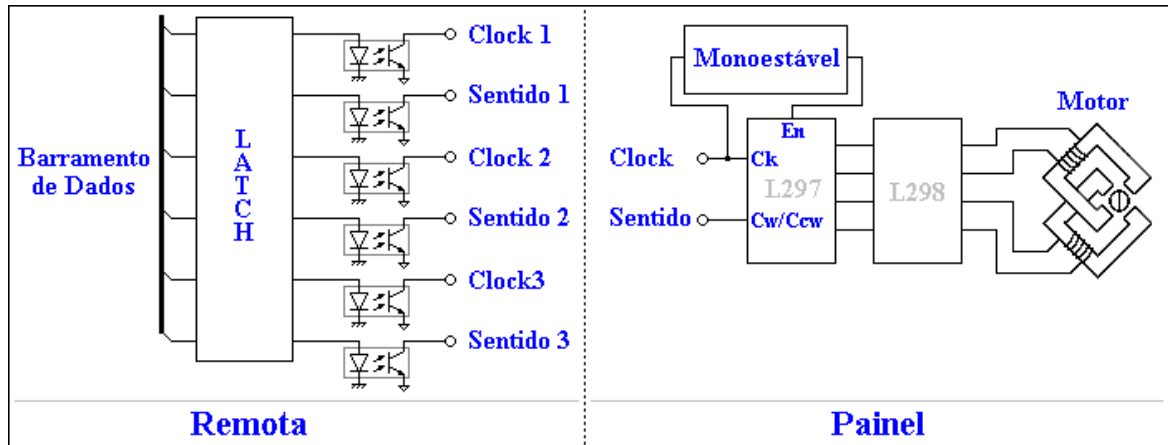 Barramento
de Dados
LATCH
Clock 1
Sentido 1
Clock 2
Sentido 2
Clock3
Sentido 3
Remota
Monoestável
Motor
En
Clock
Ck
L297
L298
Sentido
Cw/Ccw
Painel